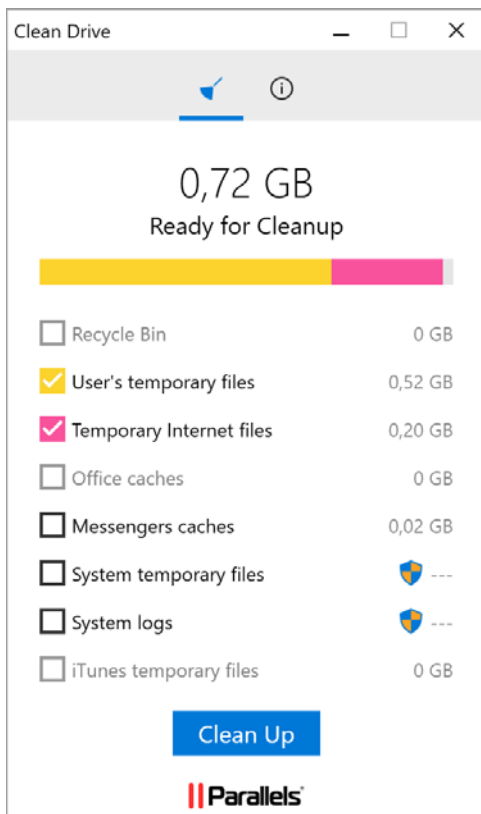 Clean Drive
0,72 GB
Ready for Cleanup
Recycle Bin 0 GB
User's temporary files 0,52 GB
Temporary Internet files 0,20 GB
Office caches 0 GB
Messengers caches 0,02 GB
System temporary files ---
System logs ---
iTunes temporary files 0 GB
Clean Up
Parallels®